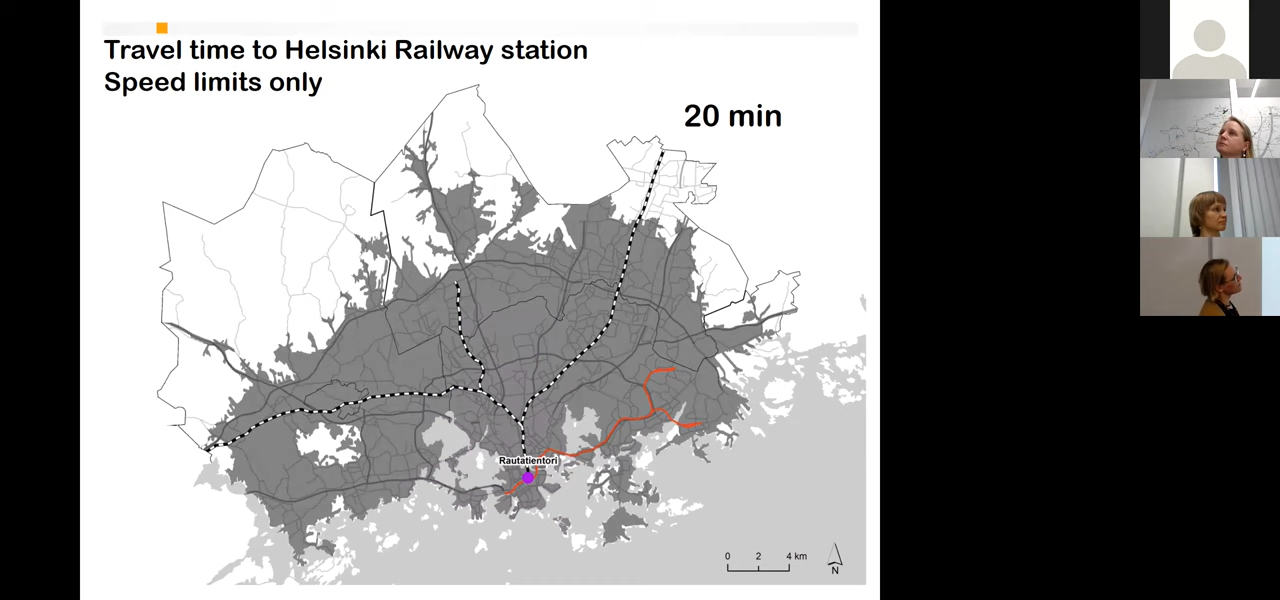 Travel time to Helsinki Railway station
Speed limits only
20 min
Rautatientori
0 2 4 km
N